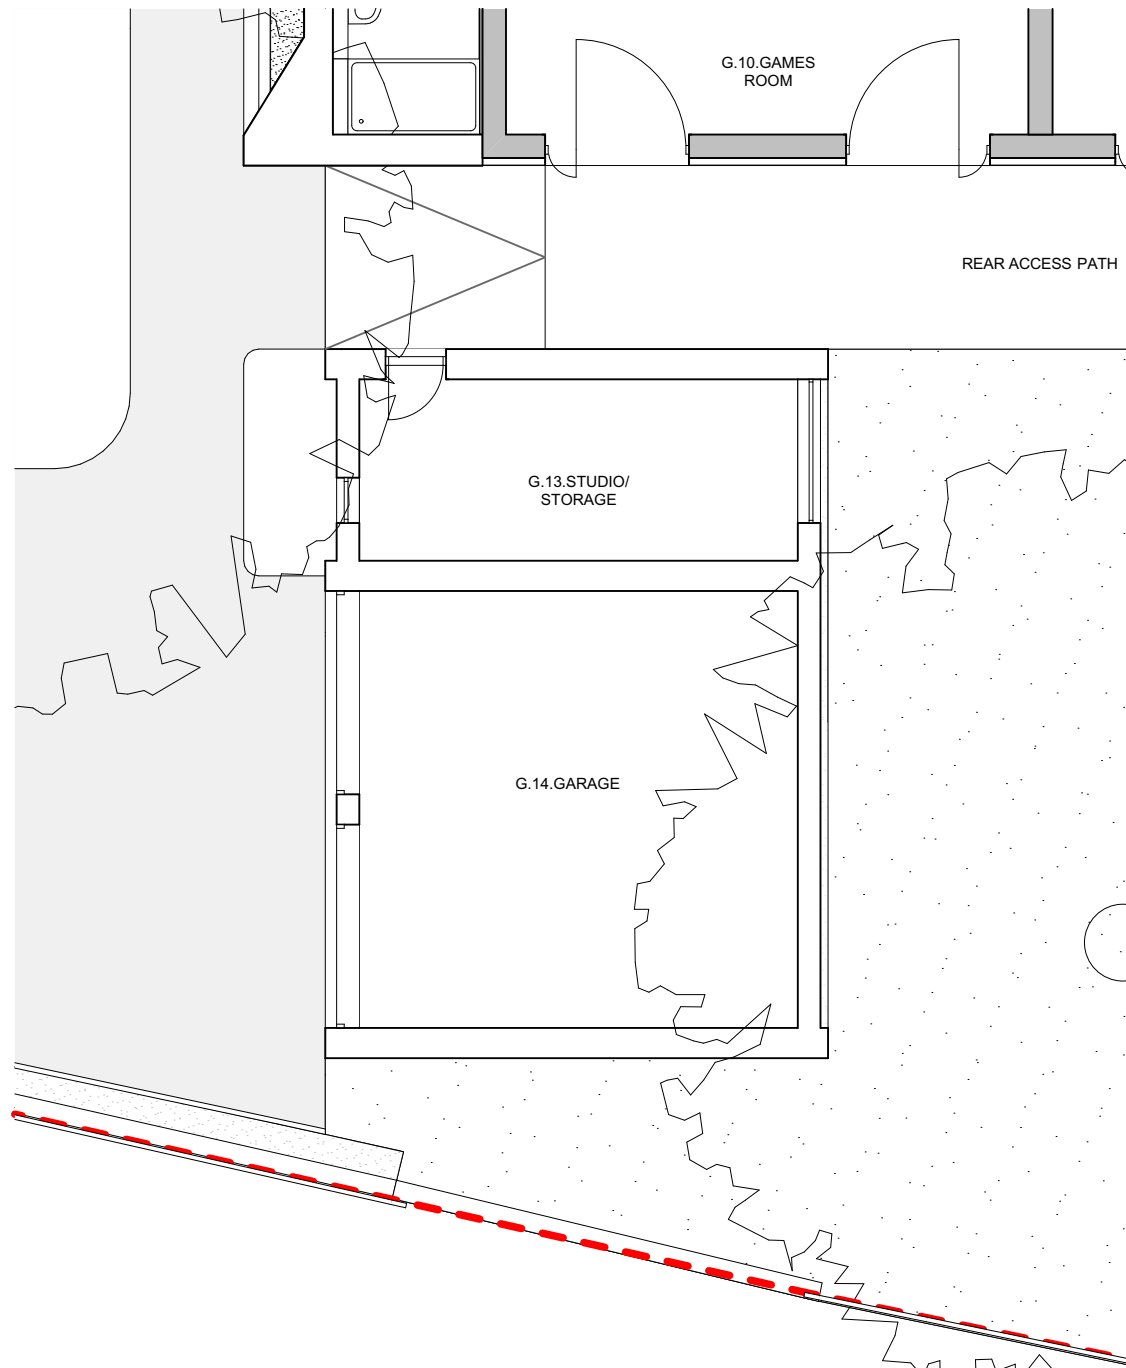 G.10.GAMES
ROOM
REAR ACCESS PATH
G.13.STUDIO/
STORAGE
G.14.GARAGE